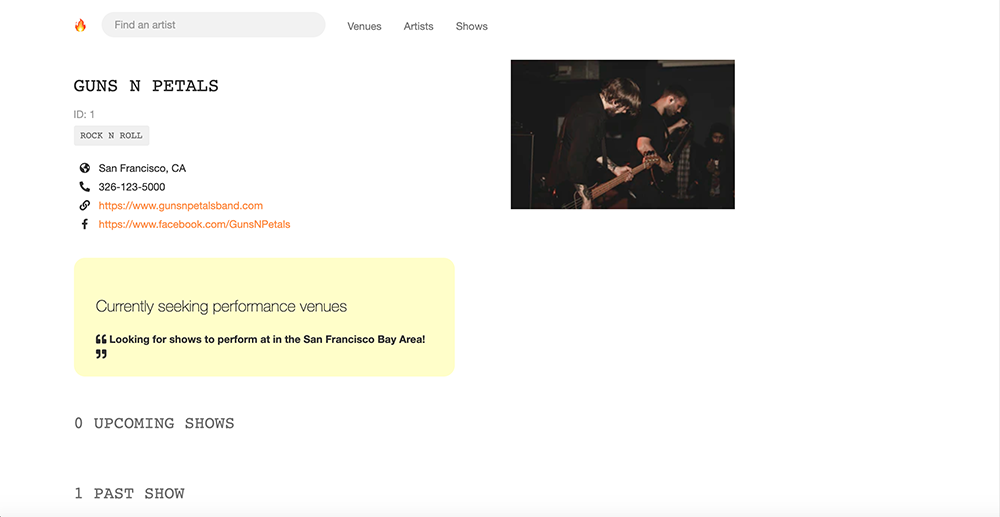 Find an artist
Venues
Artists
Shows
GUNS N PETALS
ID: 1
ROCK N ROLL
San Francisco, CA
326-123-5000
https://www.gunsnpetalsband.com
https://www.facebook.com/GunsNPetals
Currently seeking performance venues
❝ Looking for shows to perform at in the San Francisco Bay Area!
❞
0 UPCOMING SHOWS
1 PAST SHOW